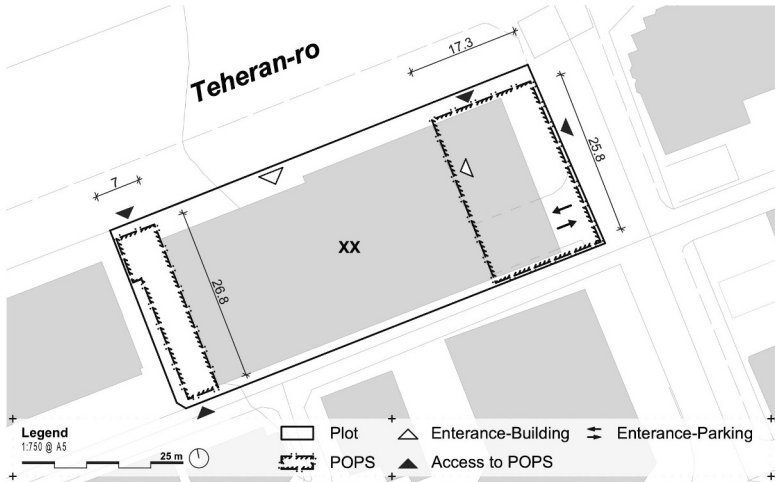 Teheran-ro
17.3
25.8
7
XX
26.8
Legend
1:750 @ A5
25 m
Plot
POPS
Enterance-Building
Access to POPS
Enterance-Parking